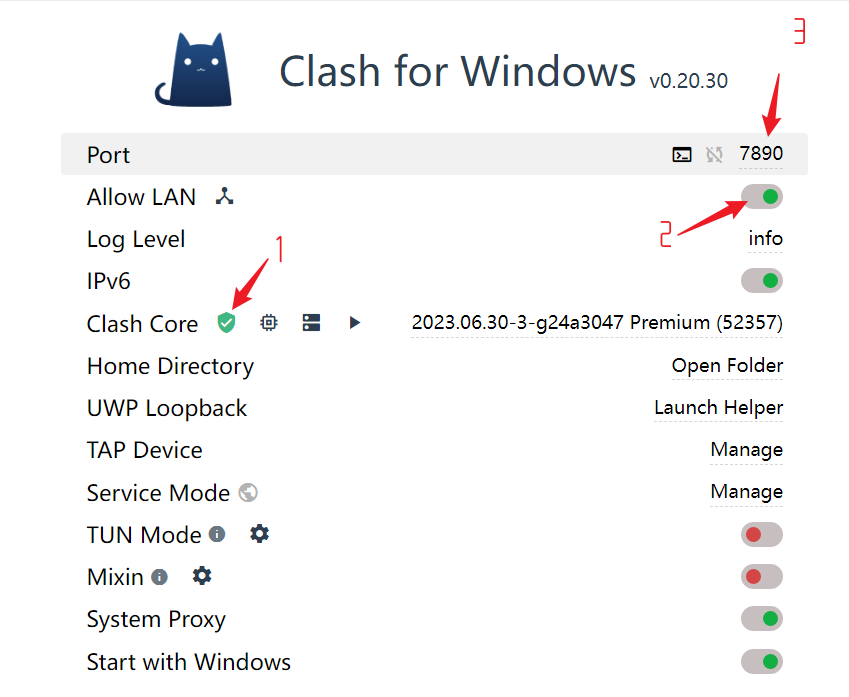 3
Clash for Windows v0.20.30
Port 7890
Allow LAN
2
Log Level info
1
IPv6
Clash Core 2023.06.30-3-g24a3047 Premium (52357)
Home Directory Open Folder
UWP Loopback Launch Helper
TAP Device Manage
Service Mode Manage
TUN Mode
Mixin
System Proxy
Start with Windows